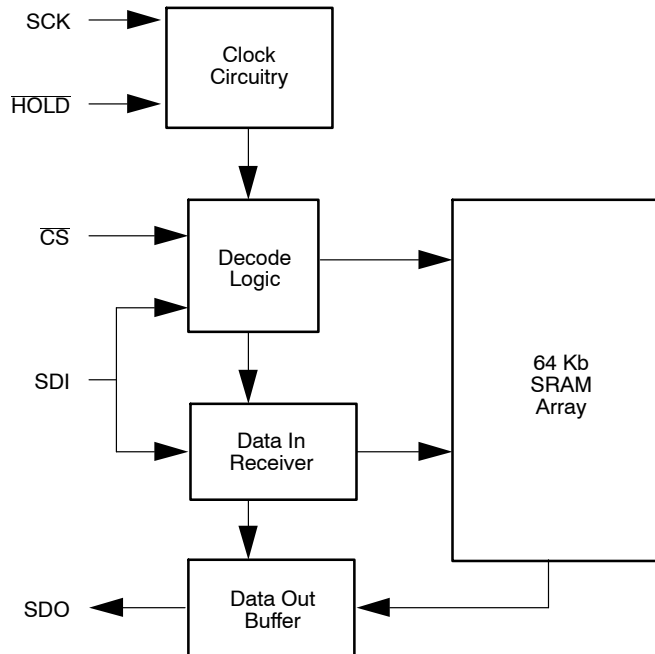 SCK
Clock
Circuitry
HOLD
CS
Decode
Logic
SDI
64 Kb
SRAM
Array
Data In
Receiver
SDO
Data Out
Buffer